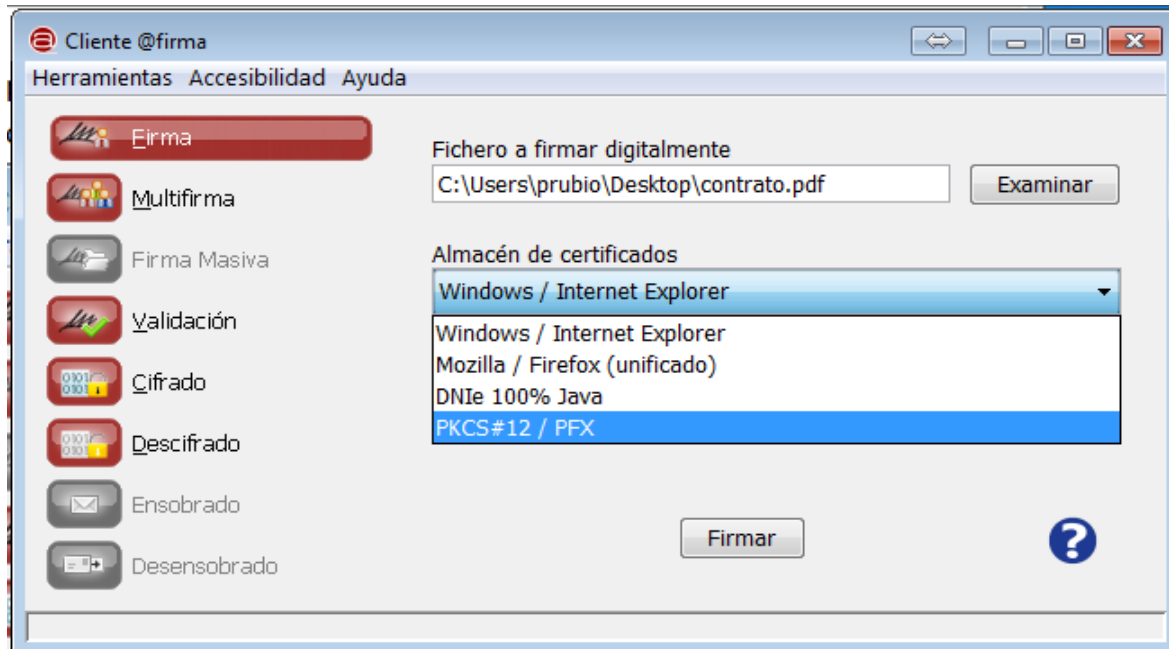 Cliente @firma
Herramientas Accesibilidad Ayuda
Firma
Multifirma
Firma Masiva
Validación
Cifrado
Descifrado
Ensobrado
Desensobrado
Fichero a firmar digitalmente
C:\Users\prubio\Desktop\contrato.pdf
Examinar
Almacén de certificados
Windows / Internet Explorer
Windows / Internet Explorer
Mozilla / Firefox (unificado)
DNIe 100% Java
PKCS#12 / PFX
Firmar
?